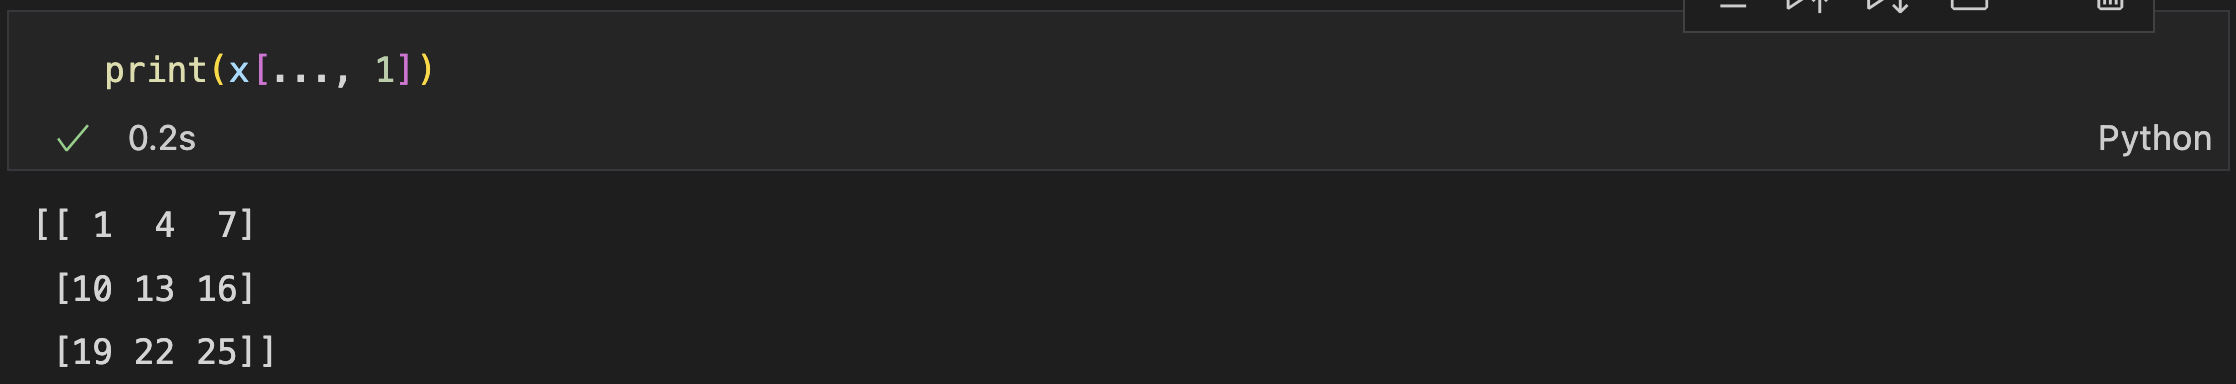 print(x[..., 1])
0.2s
Python
[[ 1  4  7]
 [10 13 16]
 [19 22 25]]